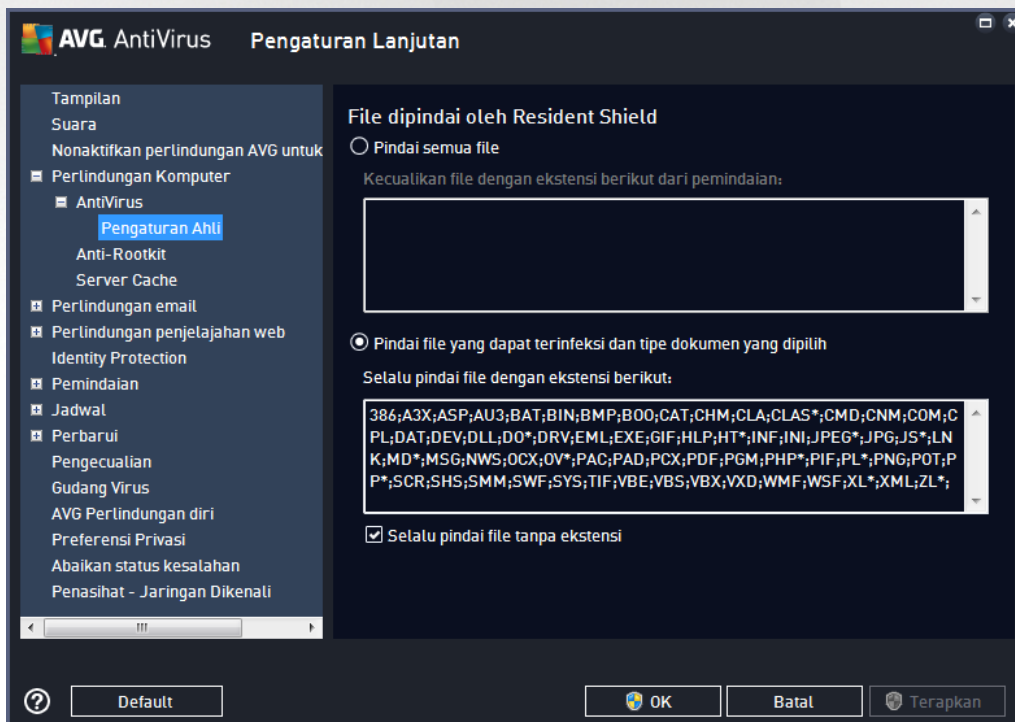 AVG AntiVirus Pengaturan Lanjutan
Tampilan
Suara
Nonaktifkan perlindungan AVG untuk
Perlindungan Komputer
AntiVirus
Pengaturan Ahli
Anti-Rootkit
Server Cache
Perlindungan email
Perlindungan penjelajahan web
Identity Protection
Pemindaian
Jadwal
Perbarui
Pengecualian
Gudang Virus
AVG Perlindungan diri
Preferensi Privasi
Abaikan status kesalahan
Penasihat - Jaringan Dikenali
File dipindai oleh Resident Shield
Pindai semua file
Kecualikan file dengan ekstensi berikut dari pemindaian:
Pindai file yang dapat terinfeksi dan tipe dokumen yang dipilih
Selalu pindai file dengan ekstensi berikut:
386;A3X;ASP;AU3;BAT;BIN;BMP;BOO;CAT;CHM;CLA;CLAS*;CMD;CNM;COM;C
PL;DAT;DEV;DLL;DO*;DRV;EML;EXE;GIF;HLP;HT*;INF;INI;JPEG*;JPG;JS*;LN
K;MD*;MSG;NWS;OCX;OV*;PAC;PAD;PCX;PDF;PGM;PHP*;PIF;PL*;PNG;POT;P
P*;SCR;SHS;SMM;SWF;SYS;TIF;VBE;VBS;VBX;VXD;WMF;WSF;XL*;XML;ZL*;
Selalu pindai file tanpa ekstensi
? Default OK Batal Terapkan